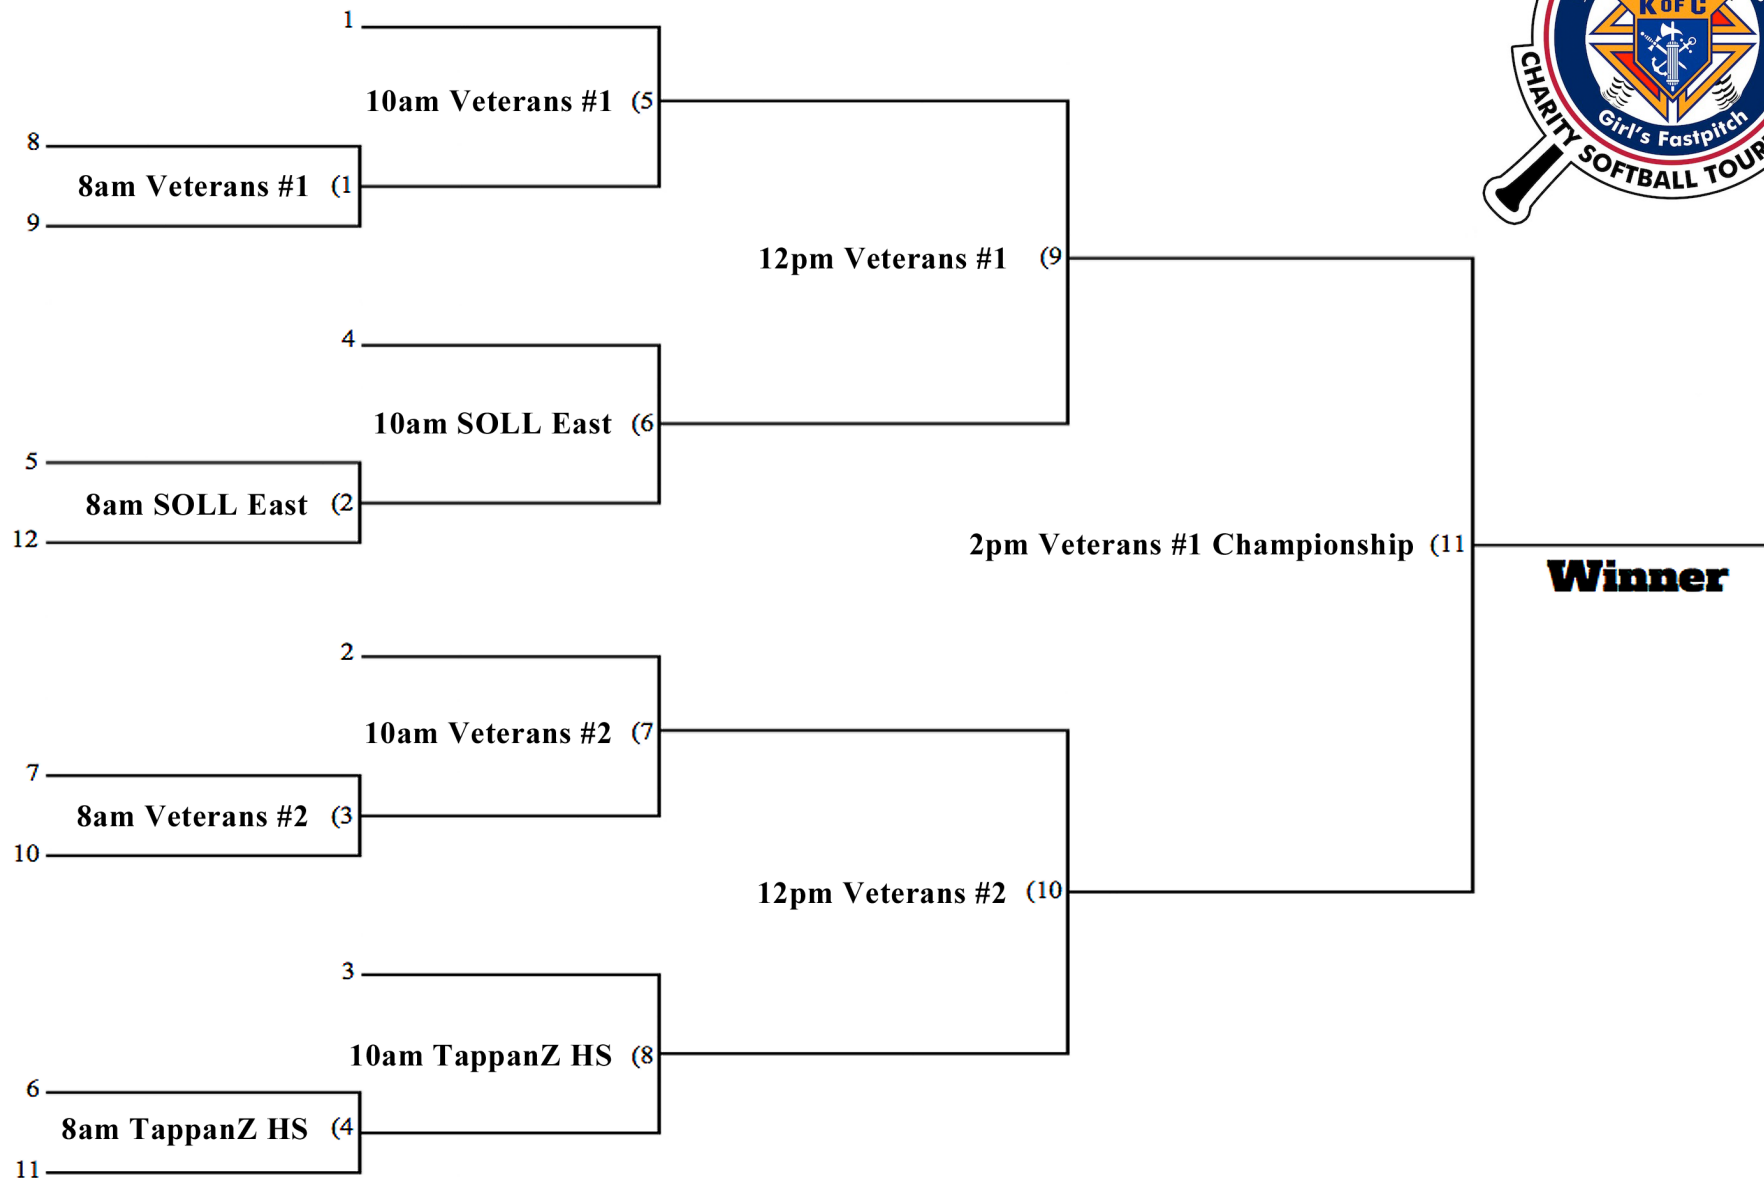 1
10am Veterans #1 (5
8
8am Veterans #1 (1
9
12pm Veterans #1 (9
4
10am SOLL East (6
5
8am SOLL East (2
12
2pm Veterans #1 Championship (11
Winner
2
10am Veterans #2 (7
7
8am Veterans #2 (3
10
12pm Veterans #2 (10
3
10am TappanZ HS (8
6
8am TappanZ HS (4
11
K OF C
Girl's Fastpitch
CHARITY SOFTBALL